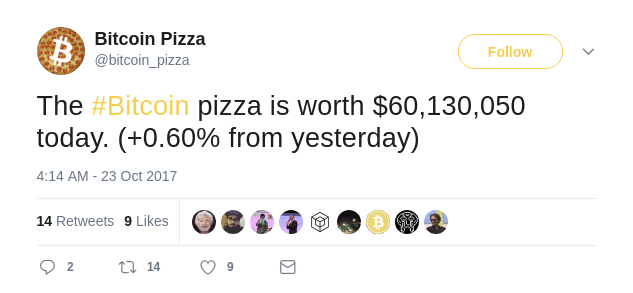 Bitcoin Pizza
@bitcoin_pizza
Follow
The #Bitcoin pizza is worth $60,130,050
today. (+0.60% from yesterday)
4:14 AM - 23 Oct 2017
14 Retweets 9 Likes
2 14 9